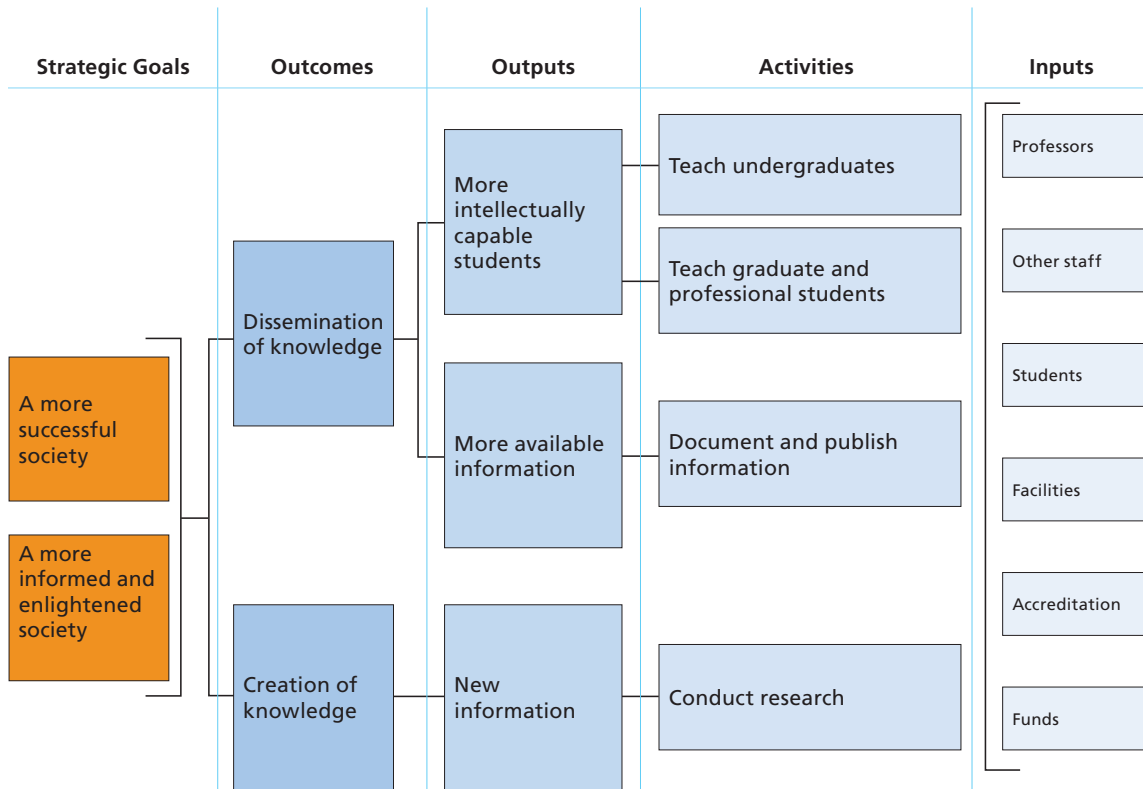 Strategic Goals
Outcomes
Outputs
Activities
Inputs
A more
successful
society
A more
informed and
enlightened
society
Dissemination
of knowledge
Creation of
knowledge
More
intellectually
capable
students
More available
information
New
information
Teach undergraduates
Teach graduate and
professional students
Document and publish
information
Conduct research
Professors
Other staff
Students
Facilities
Accreditation
Funds